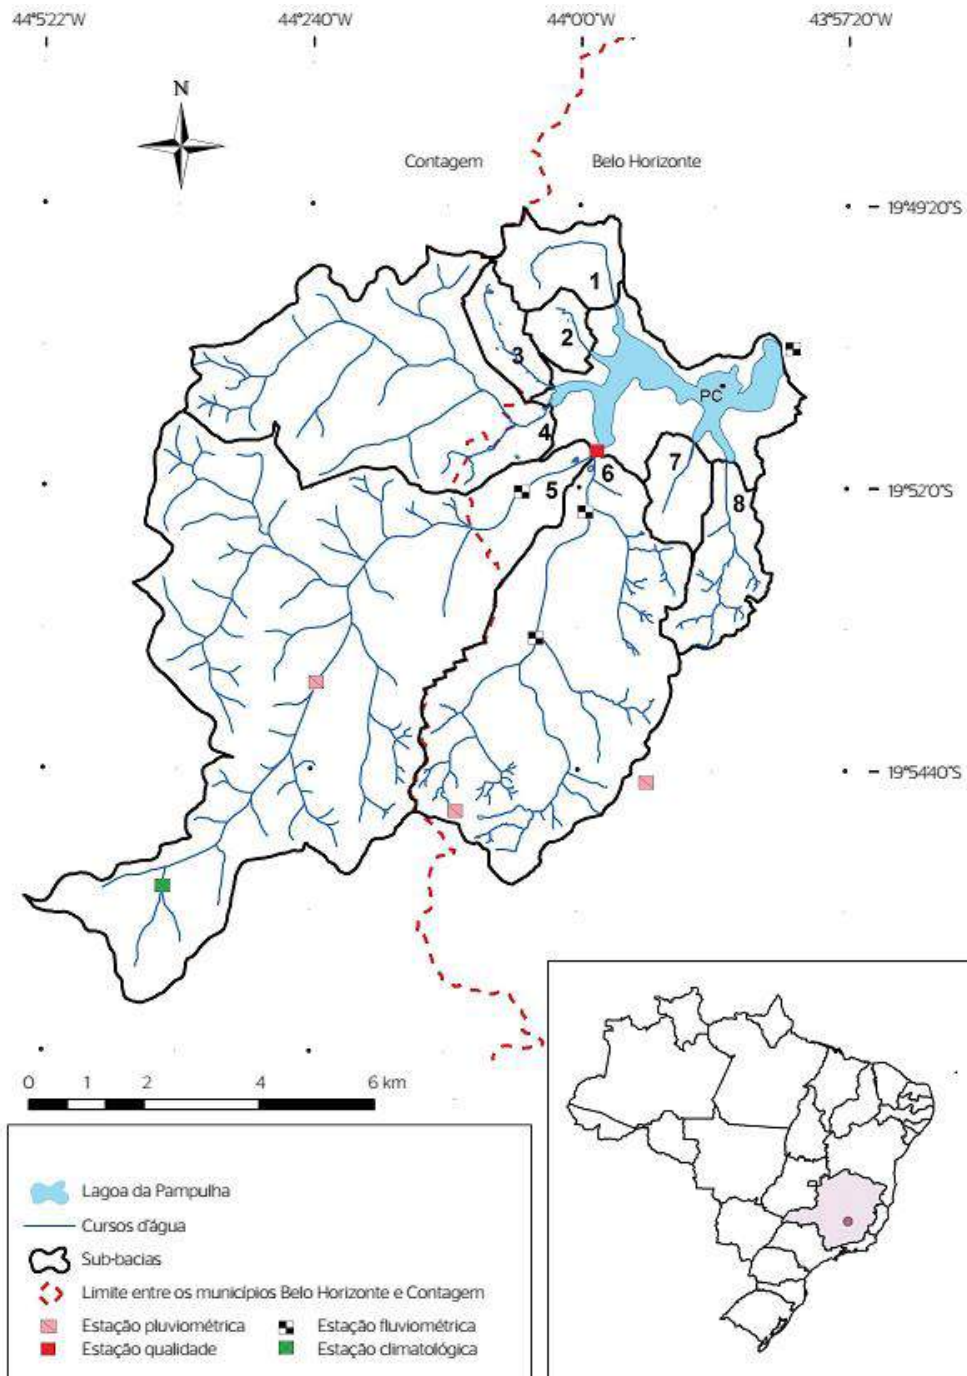 44°5'22"W 44°2'40"W 44°0'0"W 43°57'20"W
N
Contagem Belo Horizonte
19°49'20"S
1
2
3
PC
4
7
5 6
19°52'0"S
8
19°54'40"S
0 1 2 4 6 km
Lagoa da Pampulha
Cursos d'água
Sub-bacias
Limite entre os municípios Belo Horizonte e Contagem
Estação pluviométrica Estação fluviométrica
Estação qualidade Estação climatológica